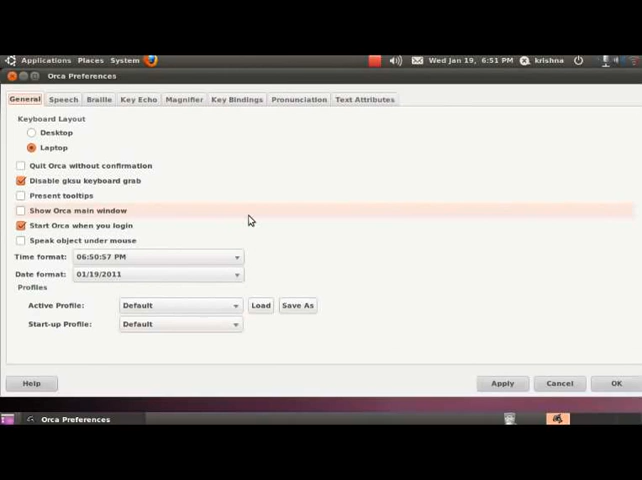 Applications Places System Wed Jan 19, 6:51 PM krishna
Orca Preferences
General Speech Braille Key Echo Magnifier Key Bindings Pronunciation Text Attributes
Keyboard Layout
Desktop
Laptop
Quit Orca without confirmation
Disable gksu keyboard grab
Present tooltips
Show Orca main window
Start Orca when you login
Speak object under mouse
Time format: 06:50:57 PM
Date format: 01/19/2011
Profiles
Active Profile: Default Load Save As
Start-up Profile: Default
Help Apply Cancel OK
Orca Preferences